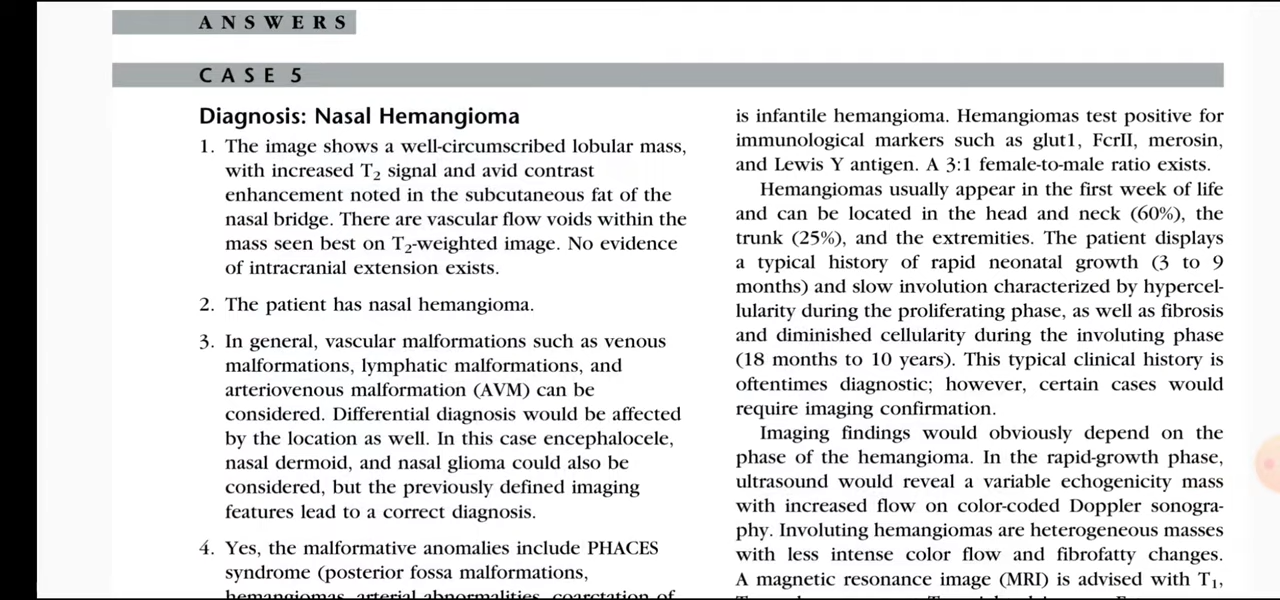 ANSWERS
CASE 5
Diagnosis: Nasal Hemangioma
1. The image shows a well-circumscribed lobular mass,
with increased T₂ signal and avid contrast
enhancement noted in the subcutaneous fat of the
nasal bridge. There are vascular flow voids within the
mass seen best on T₂-weighted image. No evidence
of intracranial extension exists.
2. The patient has nasal hemangioma.
3. In general, vascular malformations such as venous
malformations, lymphatic malformations, and
arteriovenous malformation (AVM) can be
considered. Differential diagnosis would be affected
by the location as well. In this case encephalocele,
nasal dermoid, and nasal glioma could also be
considered, but the previously defined imaging
features lead to a correct diagnosis.
4. Yes, the malformative anomalies include PHACES
syndrome (posterior fossa malformations,
hemangiomas, arterial abnormalities, coarctation of
is infantile hemangioma. Hemangiomas test positive for
immunological markers such as glut1, FcrII, merosin,
and Lewis Y antigen. A 3:1 female-to-male ratio exists.
Hemangiomas usually appear in the first week of life
and can be located in the head and neck (60%), the
trunk (25%), and the extremities. The patient displays
a typical history of rapid neonatal growth (3 to 9
months) and slow involution characterized by hypercel-
lularity during the proliferating phase, as well as fibrosis
and diminished cellularity during the involuting phase
(18 months to 10 years). This typical clinical history is
oftentimes diagnostic; however, certain cases would
require imaging confirmation.
Imaging findings would obviously depend on the
phase of the hemangioma. In the rapid-growth phase,
ultrasound would reveal a variable echogenicity mass
with increased flow on color-coded Doppler sonogra-
phy. Involuting hemangiomas are heterogeneous masses
with less intense color flow and fibrofatty changes.
A magnetic resonance image (MRI) is advised with T₁,